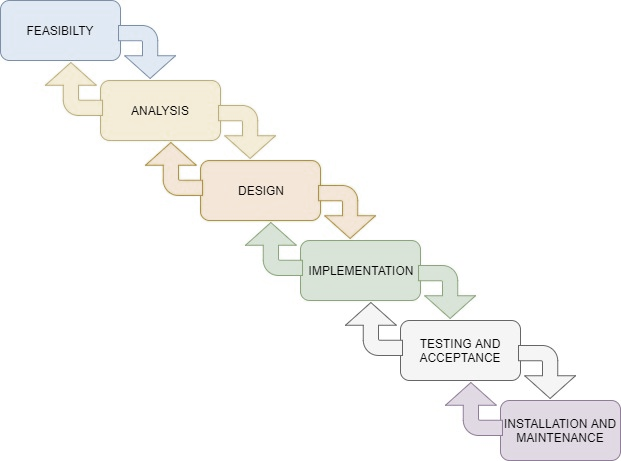 FEASIBILTY
ANALYSIS
DESIGN
IMPLEMENTATION
TESTING AND
ACCEPTANCE
INSTALLATION AND
MAINTENANCE